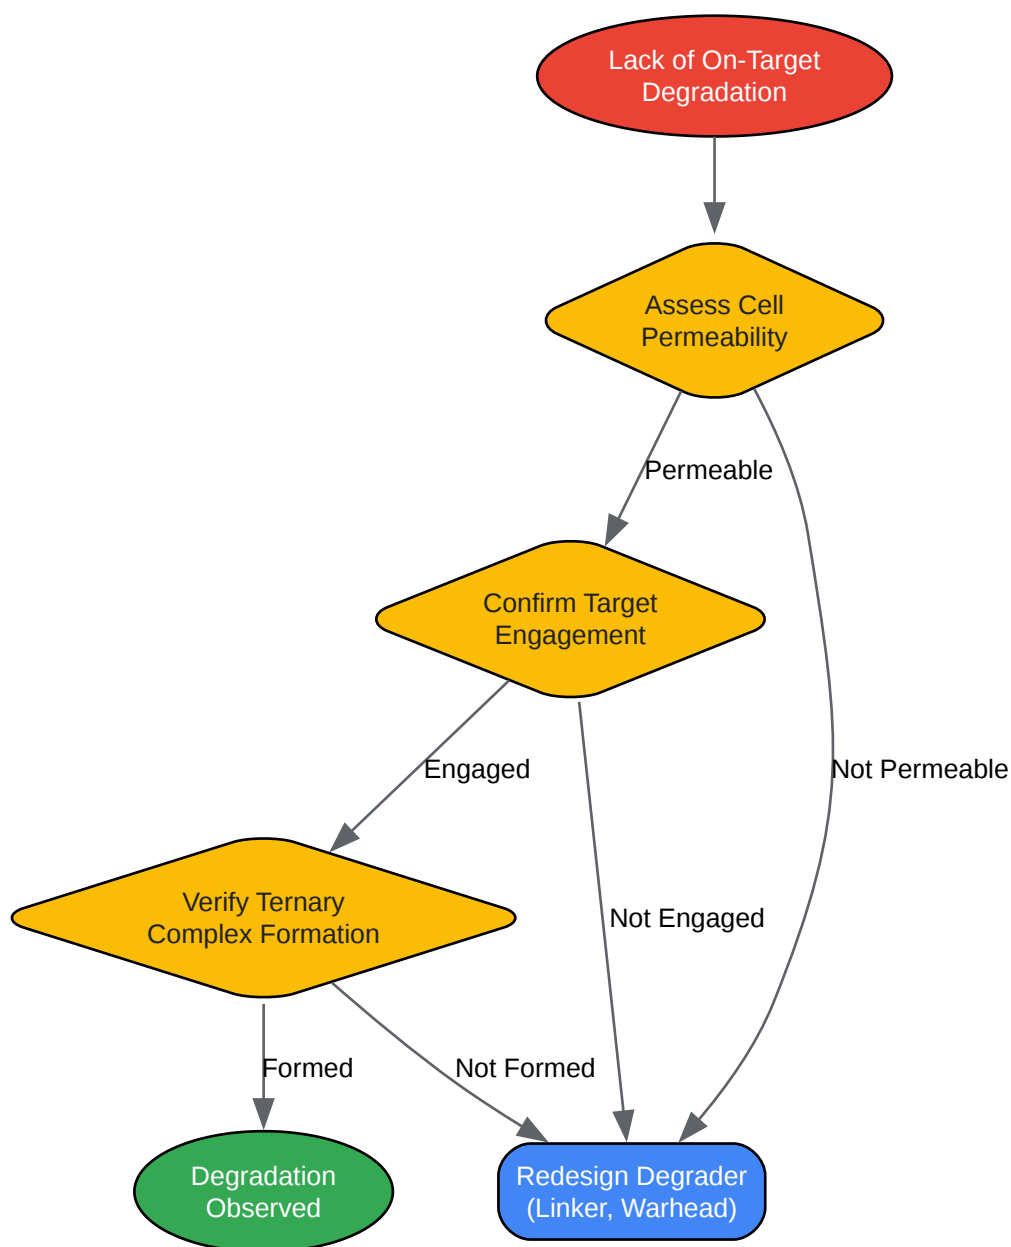 Lack of On-Target
Degradation
Assess Cell
Permeability
Permeable
Confirm Target
Engagement
Engaged
Not Permeable
Verify Ternary
Complex Formation
Not Engaged
Formed
Not Formed
Degradation
Observed
Redesign Degrader
(Linker, Warhead)